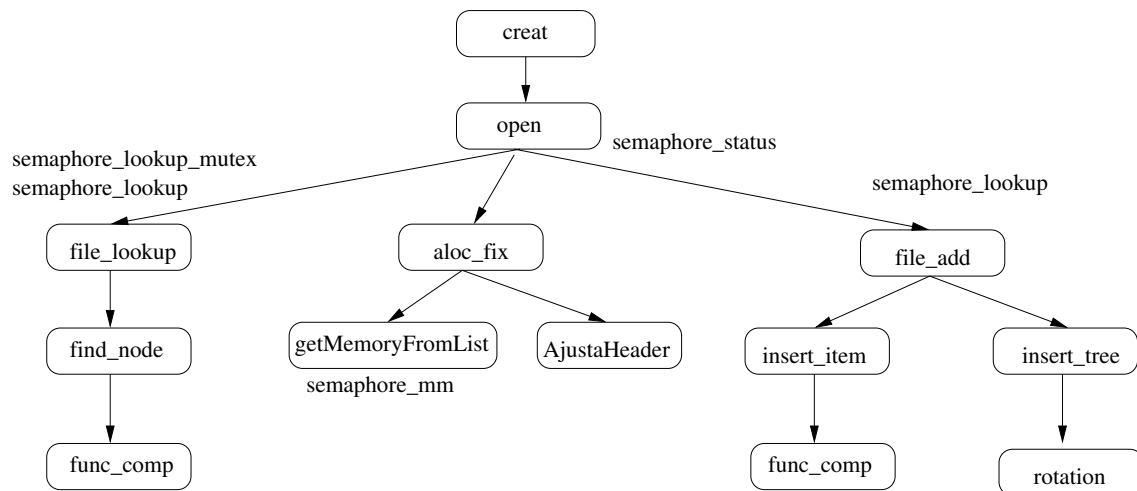 creat
open
semaphore_status
semaphore_lookup_mutex
semaphore_lookup
semaphore_lookup
file_lookup
aloc_fix
file_add
find_node
getMemoryFromList
AjustaHeader
insert_item
insert_tree
semaphore_mm
func_comp
func_comp
rotation